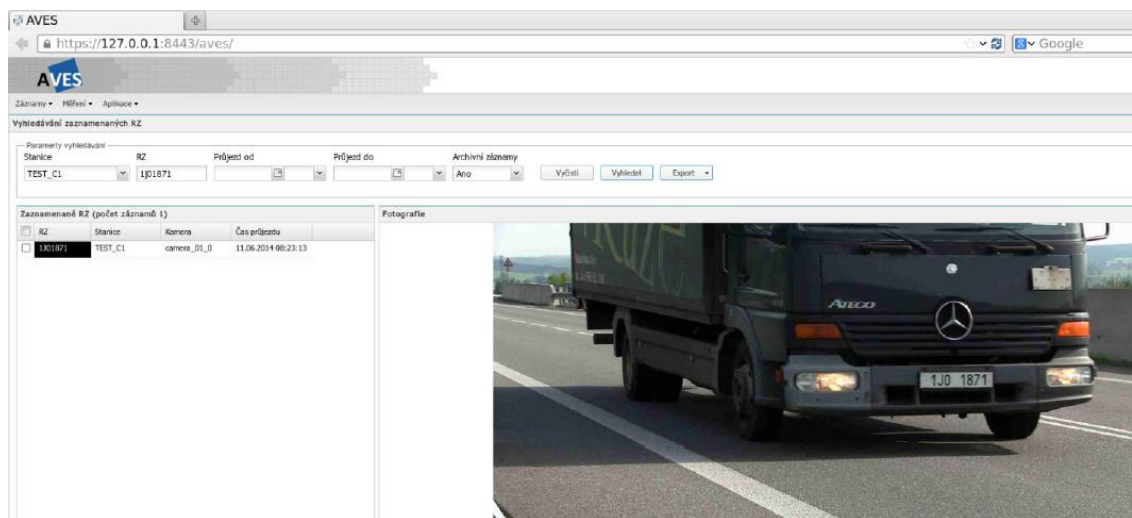 AVES
https://127.0.0.1:8443/aves/
Google
AVES
Záznamy Měření Aplikace
Vyhledávání zaznamenaných RZ
Parametry vyhledávání
Stanice RZ Průjezd od Průjezd do Archivní záznamy
TEST_C1 1J01871 Ano Vyčisti Vyhledat Export
Zaznamenané RZ (počet záznamů 1) Fotografie
RZ Stanice Kamera Čas průjezdu
1J01871 TEST_C1 camera_01_0 11.06.2014 08:23:13
ATEGO
1J0 1871